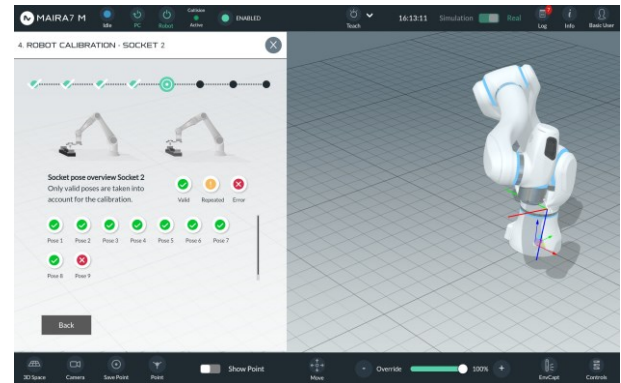 MAIRA7 M
Idle
PC
Robot
Collision
Active
ENABLED
Teach
16:13:11
Simulation
Real
Log
Info
Basic User
4. ROBOT CALIBRATION - SOCKET 2
Socket pose overview Socket 2
Only valid poses are taken into
account for the calibration.
Valid
Repeated
Error
Pose 1 Pose 2 Pose 3 Pose 4 Pose 5 Pose 6 Pose 7
Pose 8 Pose 9
Back
3D Space
Camera
Save Point
Point
Show Point
Move
- Override 100% +
EnvCapt
Controls